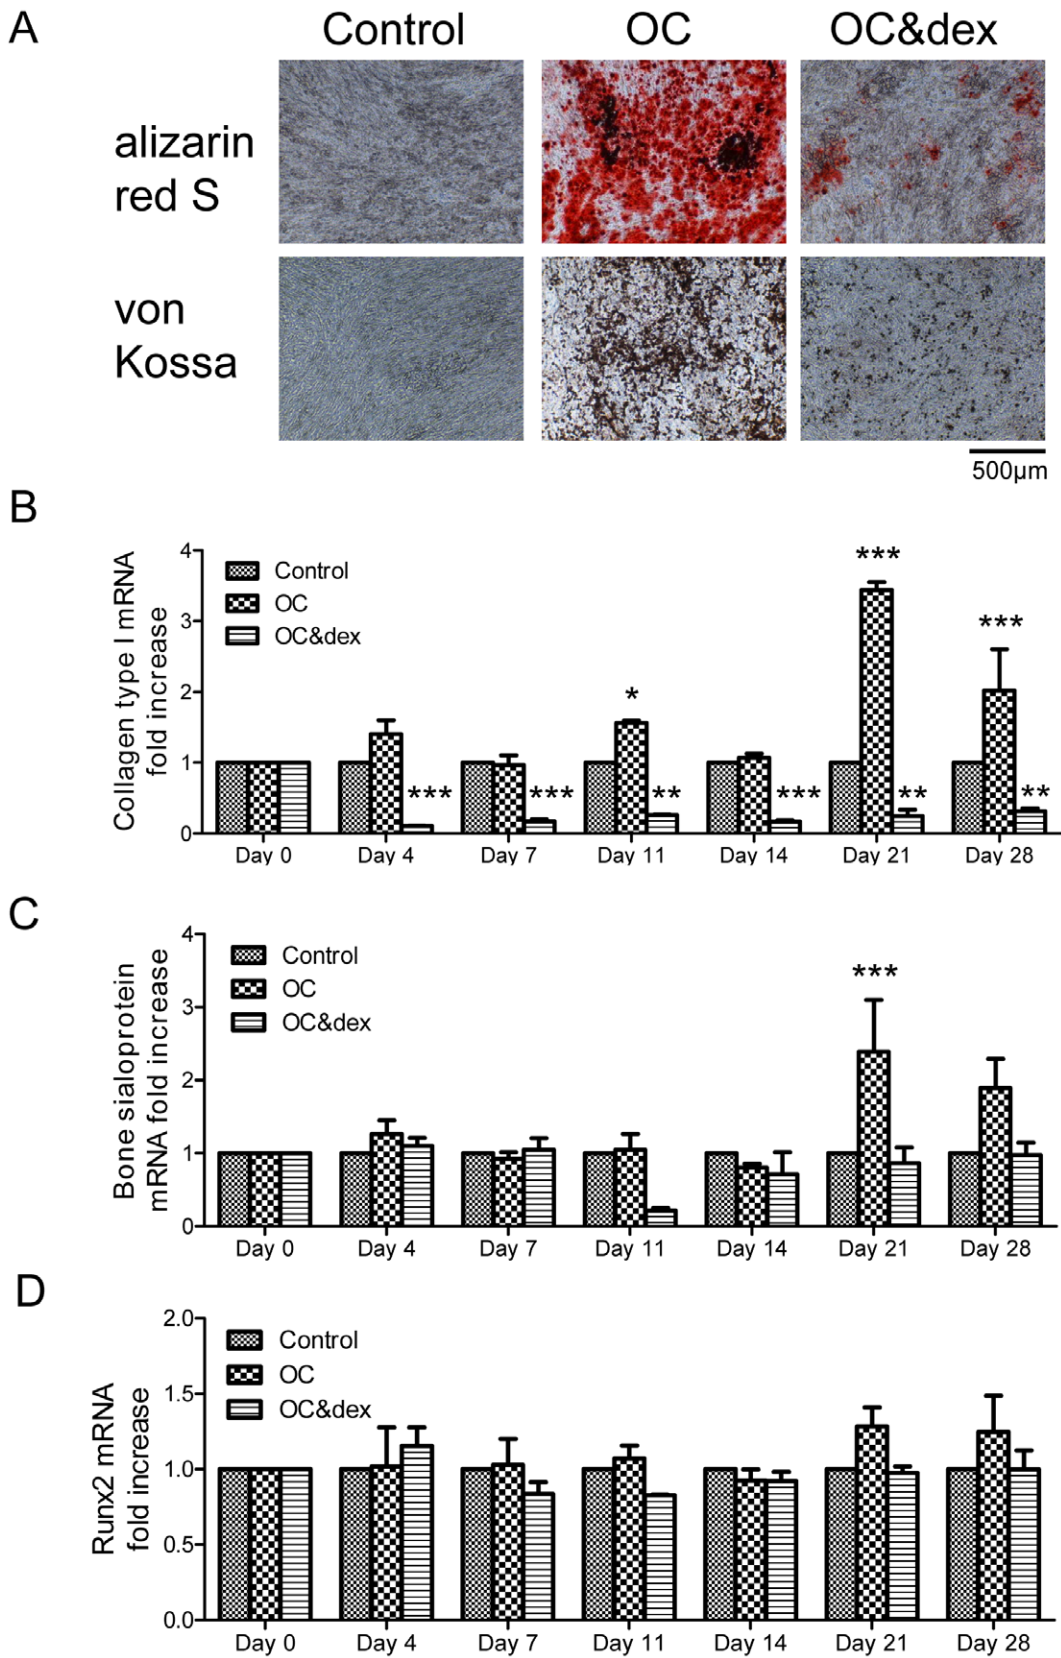 A
Control OC OC&dex
alizarin
red S
von
Kossa
500µm
B
Collagen type I mRNA
fold increase
4
3
2
1
0
Control
OC
OC&dex
*** *** * ** *** *** ** *** **
Day 0 Day 4 Day 7 Day 11 Day 14 Day 21 Day 28
C
Bone sialoprotein
mRNA fold increase
4
3
2
1
0
Control
OC
OC&dex
***
Day 0 Day 4 Day 7 Day 11 Day 14 Day 21 Day 28
D
Runx2 mRNA
fold increase
2.0
1.5
1.0
0.5
0.0
Control
OC
OC&dex
Day 0 Day 4 Day 7 Day 11 Day 14 Day 21 Day 28